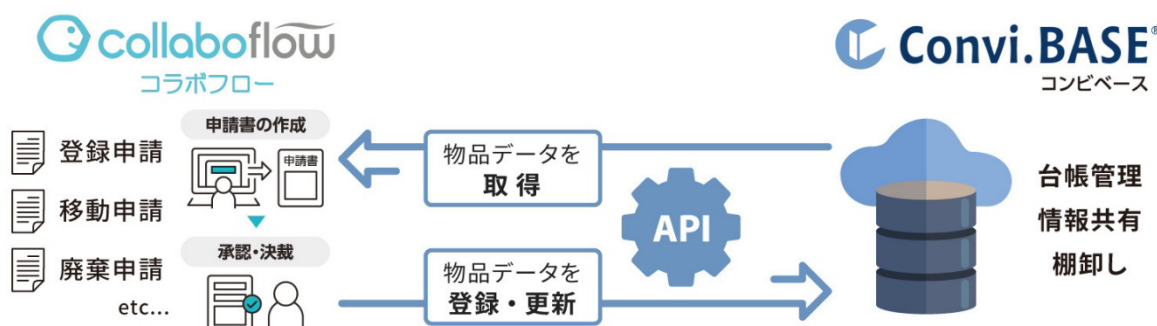 collaboflow
コラボフロー
登録申請
移動申請
廃棄申請
etc...
申請書の作成
申請書
承認・決裁
物品データを
取得
物品データを
登録・更新
API
Convi.BASE®
コンビベース
台帳管理
情報共有
棚卸し